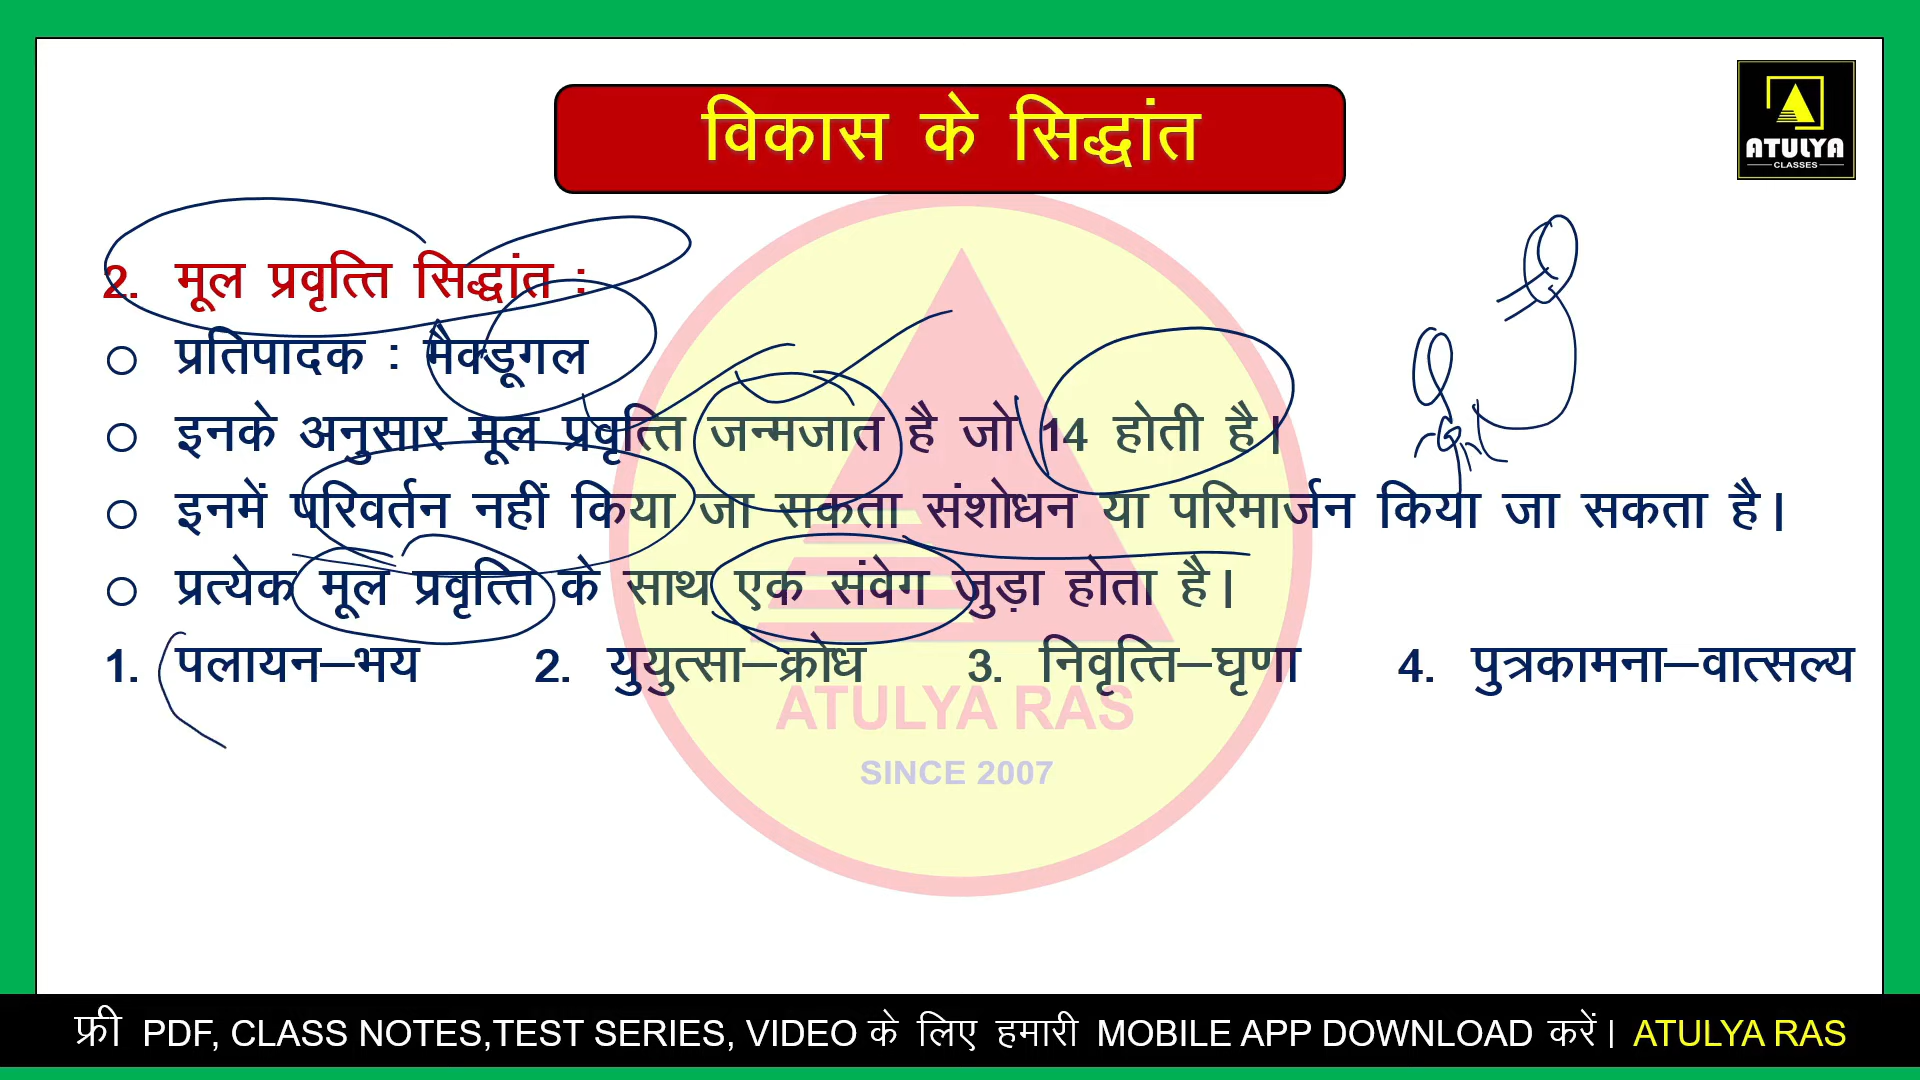 विकास के सिद्धांत
ATULYA
CLASSES
2. मूल प्रवृत्ति सिद्धांत :
○ प्रतिपादक : मैक्डूगल
○ इनके अनुसार मूल प्रवृत्ति जन्मजात है जो 14 होती है।
○ इनमें परिवर्तन नहीं किया जा सकता संशोधन या परिमार्जन किया जा सकता है।
○ प्रत्येक मूल प्रवृत्ति के साथ एक संवेग जुड़ा होता है।
1. पलायन–भय 2. युयुत्सा–क्रोध 3. निवृत्ति–घृणा 4. पुत्रकामना–वात्सल्य
ATULYA RAS
SINCE 2007
फ्री PDF, CLASS NOTES,TEST SERIES, VIDEO के लिए हमारी MOBILE APP DOWNLOAD करें। ATULYA RAS